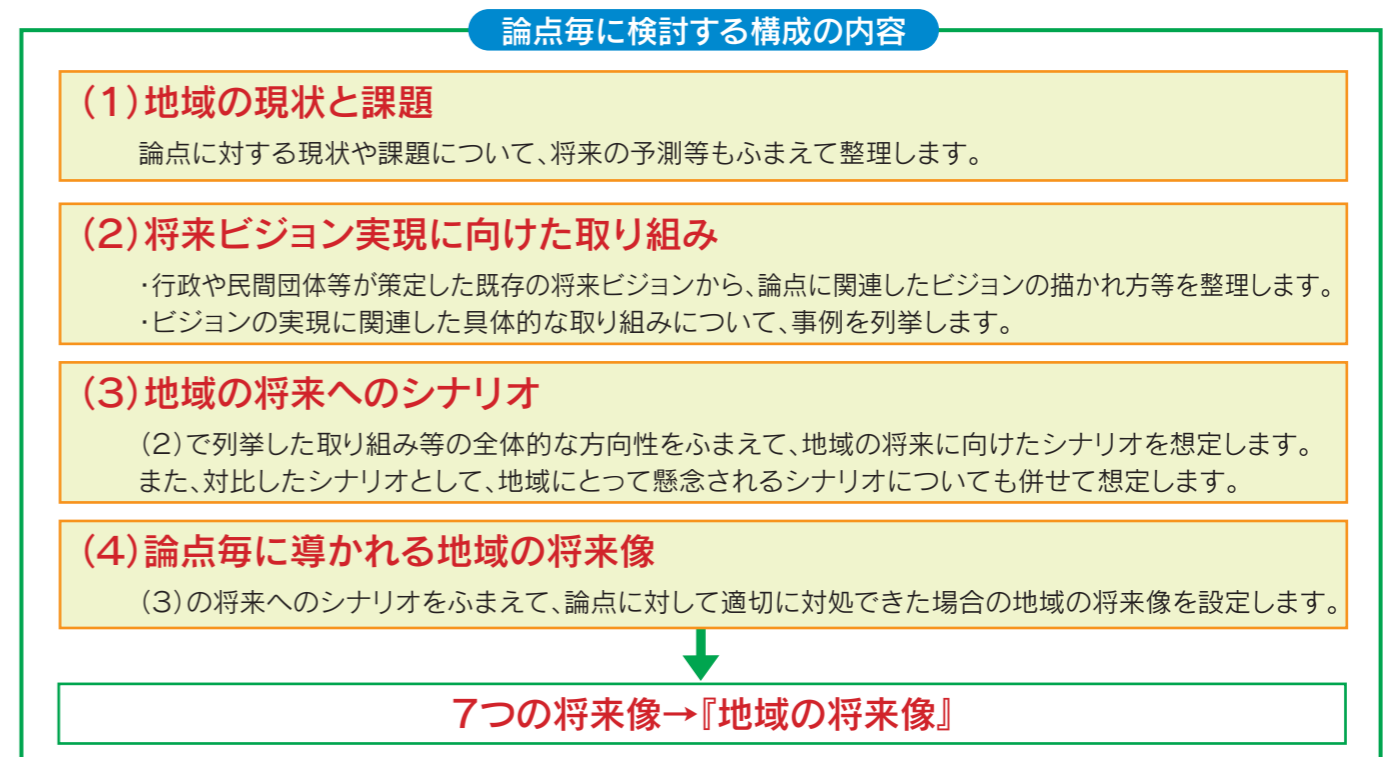 論点毎に検討する構成の内容
(1)地域の現状と課題
論点に対する現状や課題について、将来の予測等もふまえて整理します。
(2)将来ビジョン実現に向けた取り組み
・行政や民間団体等が策定した既存の将来ビジョンから、論点に関連したビジョンの描かれ方等を整理します。
・ビジョンの実現に関連した具体的な取り組みについて、事例を列挙します。
(3)地域の将来へのシナリオ
(2)で列挙した取り組み等の全体的な方向性をふまえて、地域の将来に向けたシナリオを想定します。
また、対比したシナリオとして、地域にとって懸念されるシナリオについても併せて想定します。
(4)論点毎に導かれる地域の将来像
(3)の将来へのシナリオをふまえて、論点に対して適切に対処できた場合の地域の将来像を設定します。
7つの将来像→『地域の将来像』